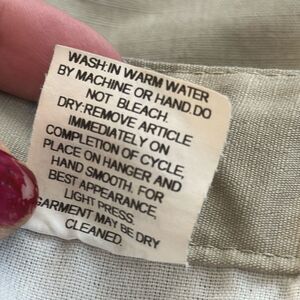 WASH:IN WARM WATER
BY MACHINE OR HAND.DO
NOT BLEACH.
DRY:REMOVE ARTICLE
IMMEDIATELY ON
COMPLETION OF CYCLE,
PLACE ON HANGER AND
HAND SMOOTH. FOR
BEST APPEARANCE,
LIGHT PRESS.
GARMENT MAY BE DRY
CLEANED.